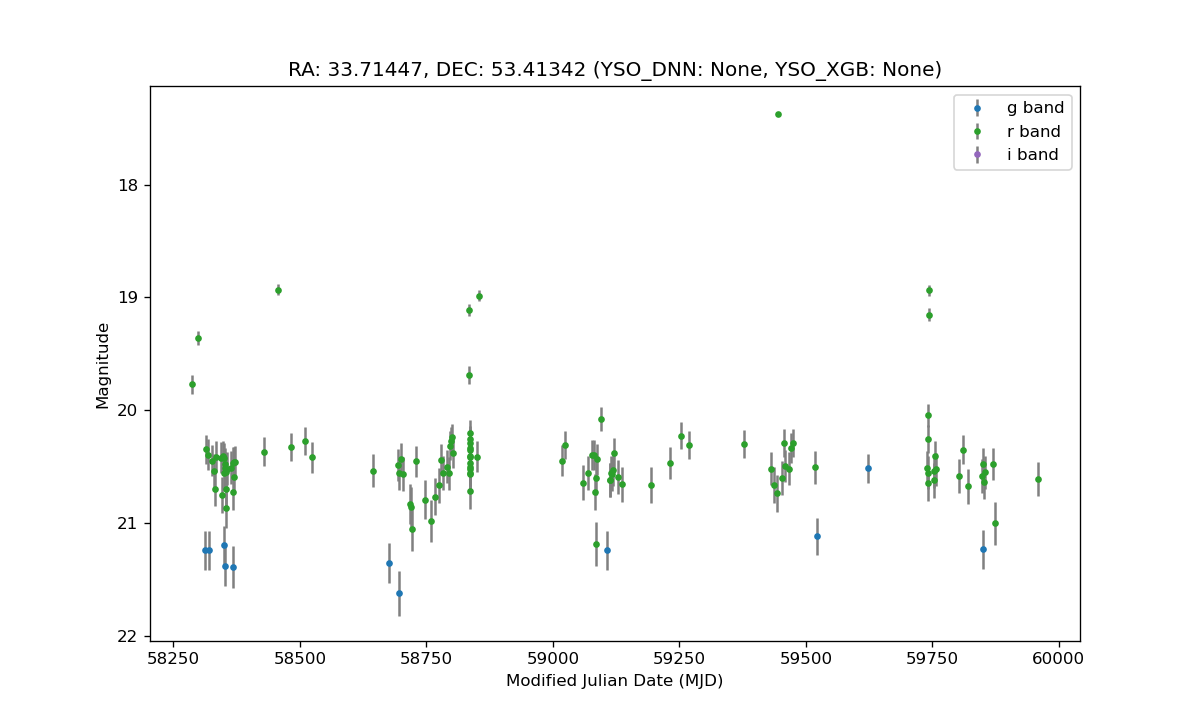 RA: 33.71447, DEC: 53.41342 (YSO_DNN: None, YSO_XGB: None)
g band
r band
i band
18
19
20
21
22
Magnitude
58250 58500 58750 59000 59250 59500 59750 60000
Modified Julian Date (MJD)